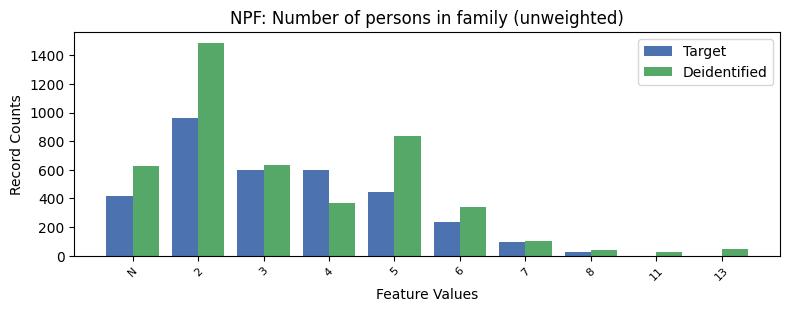 NPF: Number of persons in family (unweighted)
Target
Deidentified
Record Counts
1400
1200
1000
800
600
400
200
0
N 2 3 4 5 6 7 8 11 13
Feature Values